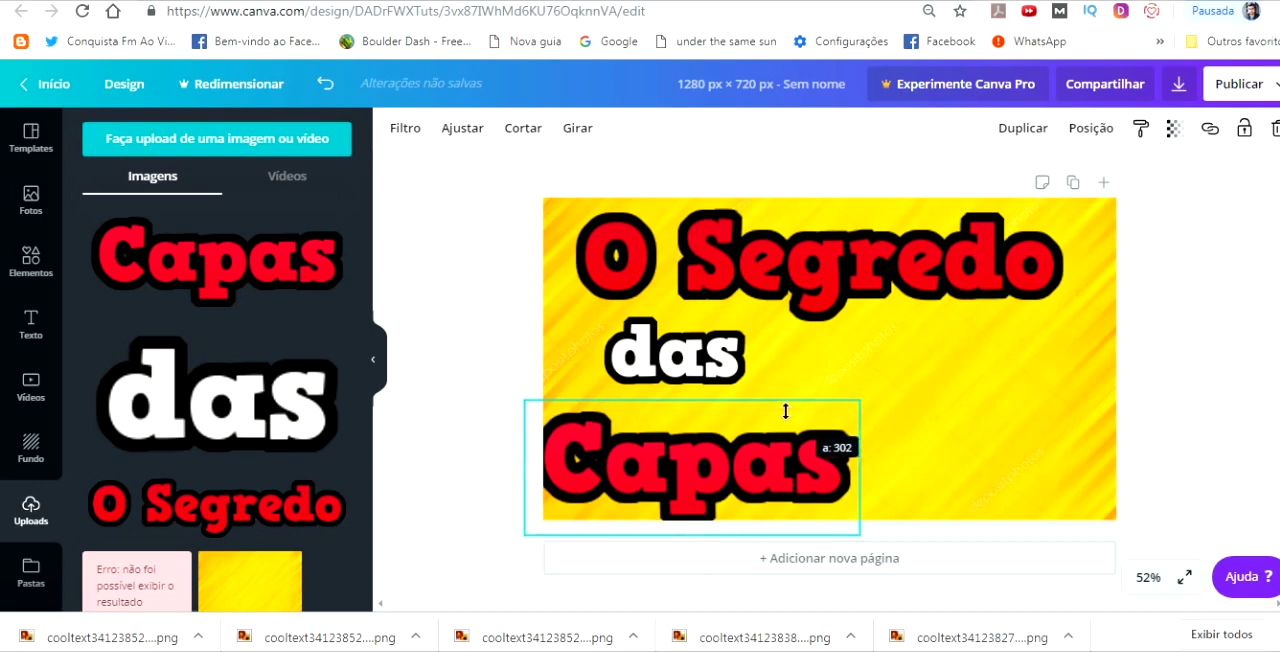 https://www.canva.com/design/DADrFWXTuts/3vx87IWhMd6KU76OqknnVA/edit
Pausada
Conquista Fm Ao Vi...
Bem-vindo ao Face...
Boulder Dash - Free...
Nova guia
Google
under the same sun
Configurações
Facebook
WhatsApp
»
Outros favorito
Início
Design
Redimensionar
Alterações não salvas
1280 px × 720 px - Sem nome
Experimente Canva Pro
Compartilhar
Publicar
Templates
Fotos
Elementos
Texto
Vídeos
Fundo
Uploads
Pastas
Faça upload de uma imagem ou vídeo
Imagens
Vídeos
Capas
das
O Segredo
Erro: não foi
possível exibir o
resultado
Filtro
Ajustar
Cortar
Girar
Duplicar
Posição
O Segredo
das
Capas
a: 302
depositphotos
depositphotos
depositphotos
+ Adicionar nova página
52%
Ajuda ?
cooltext34123852....png
cooltext34123852....png
cooltext34123852....png
cooltext34123838....png
cooltext34123827....png
Exibir todos